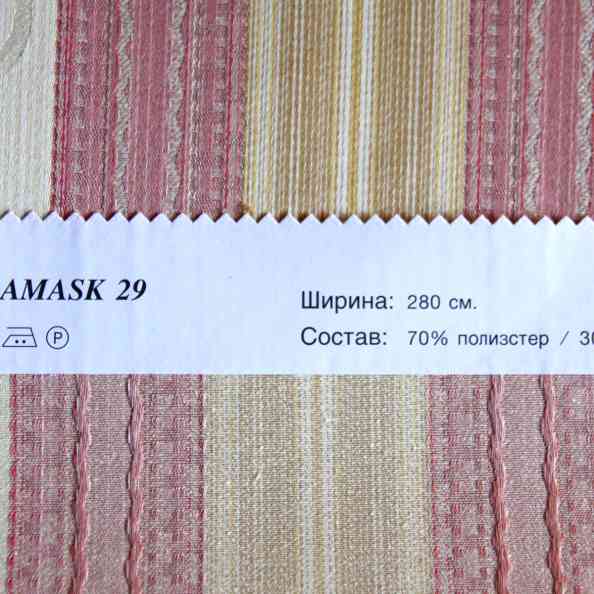 AMASK 29
Ширина: 280 см.
P
Состав: 70% полиэстер / 30